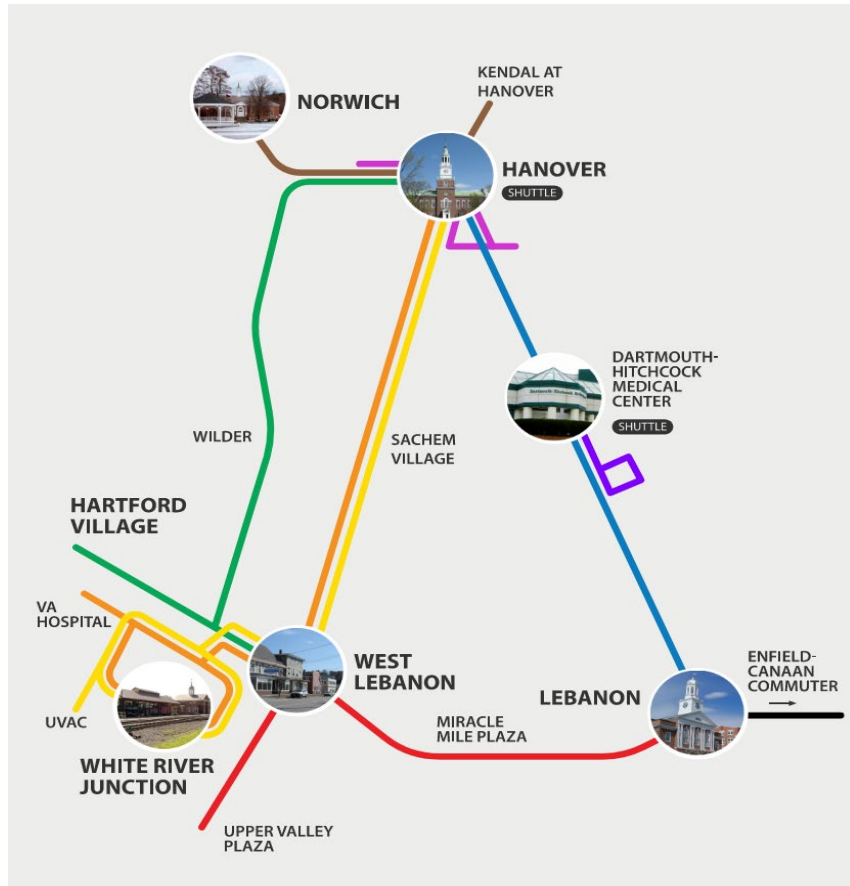 KENDAL AT
HANOVER
NORWICH
HANOVER
SHUTTLE
DARTMOUTH-
HITCHCOCK
MEDICAL
CENTER
SHUTTLE
WILDER
SACHEM
VILLAGE
HARTFORD
VILLAGE
VA
HOSPITAL
UVAC
WEST
LEBANON
WHITE RIVER
JUNCTION
UPPER VALLEY
PLAZA
MIRACLE
MILE PLAZA
LEBANON
ENFIELD-
CANAAN
COMMUTER